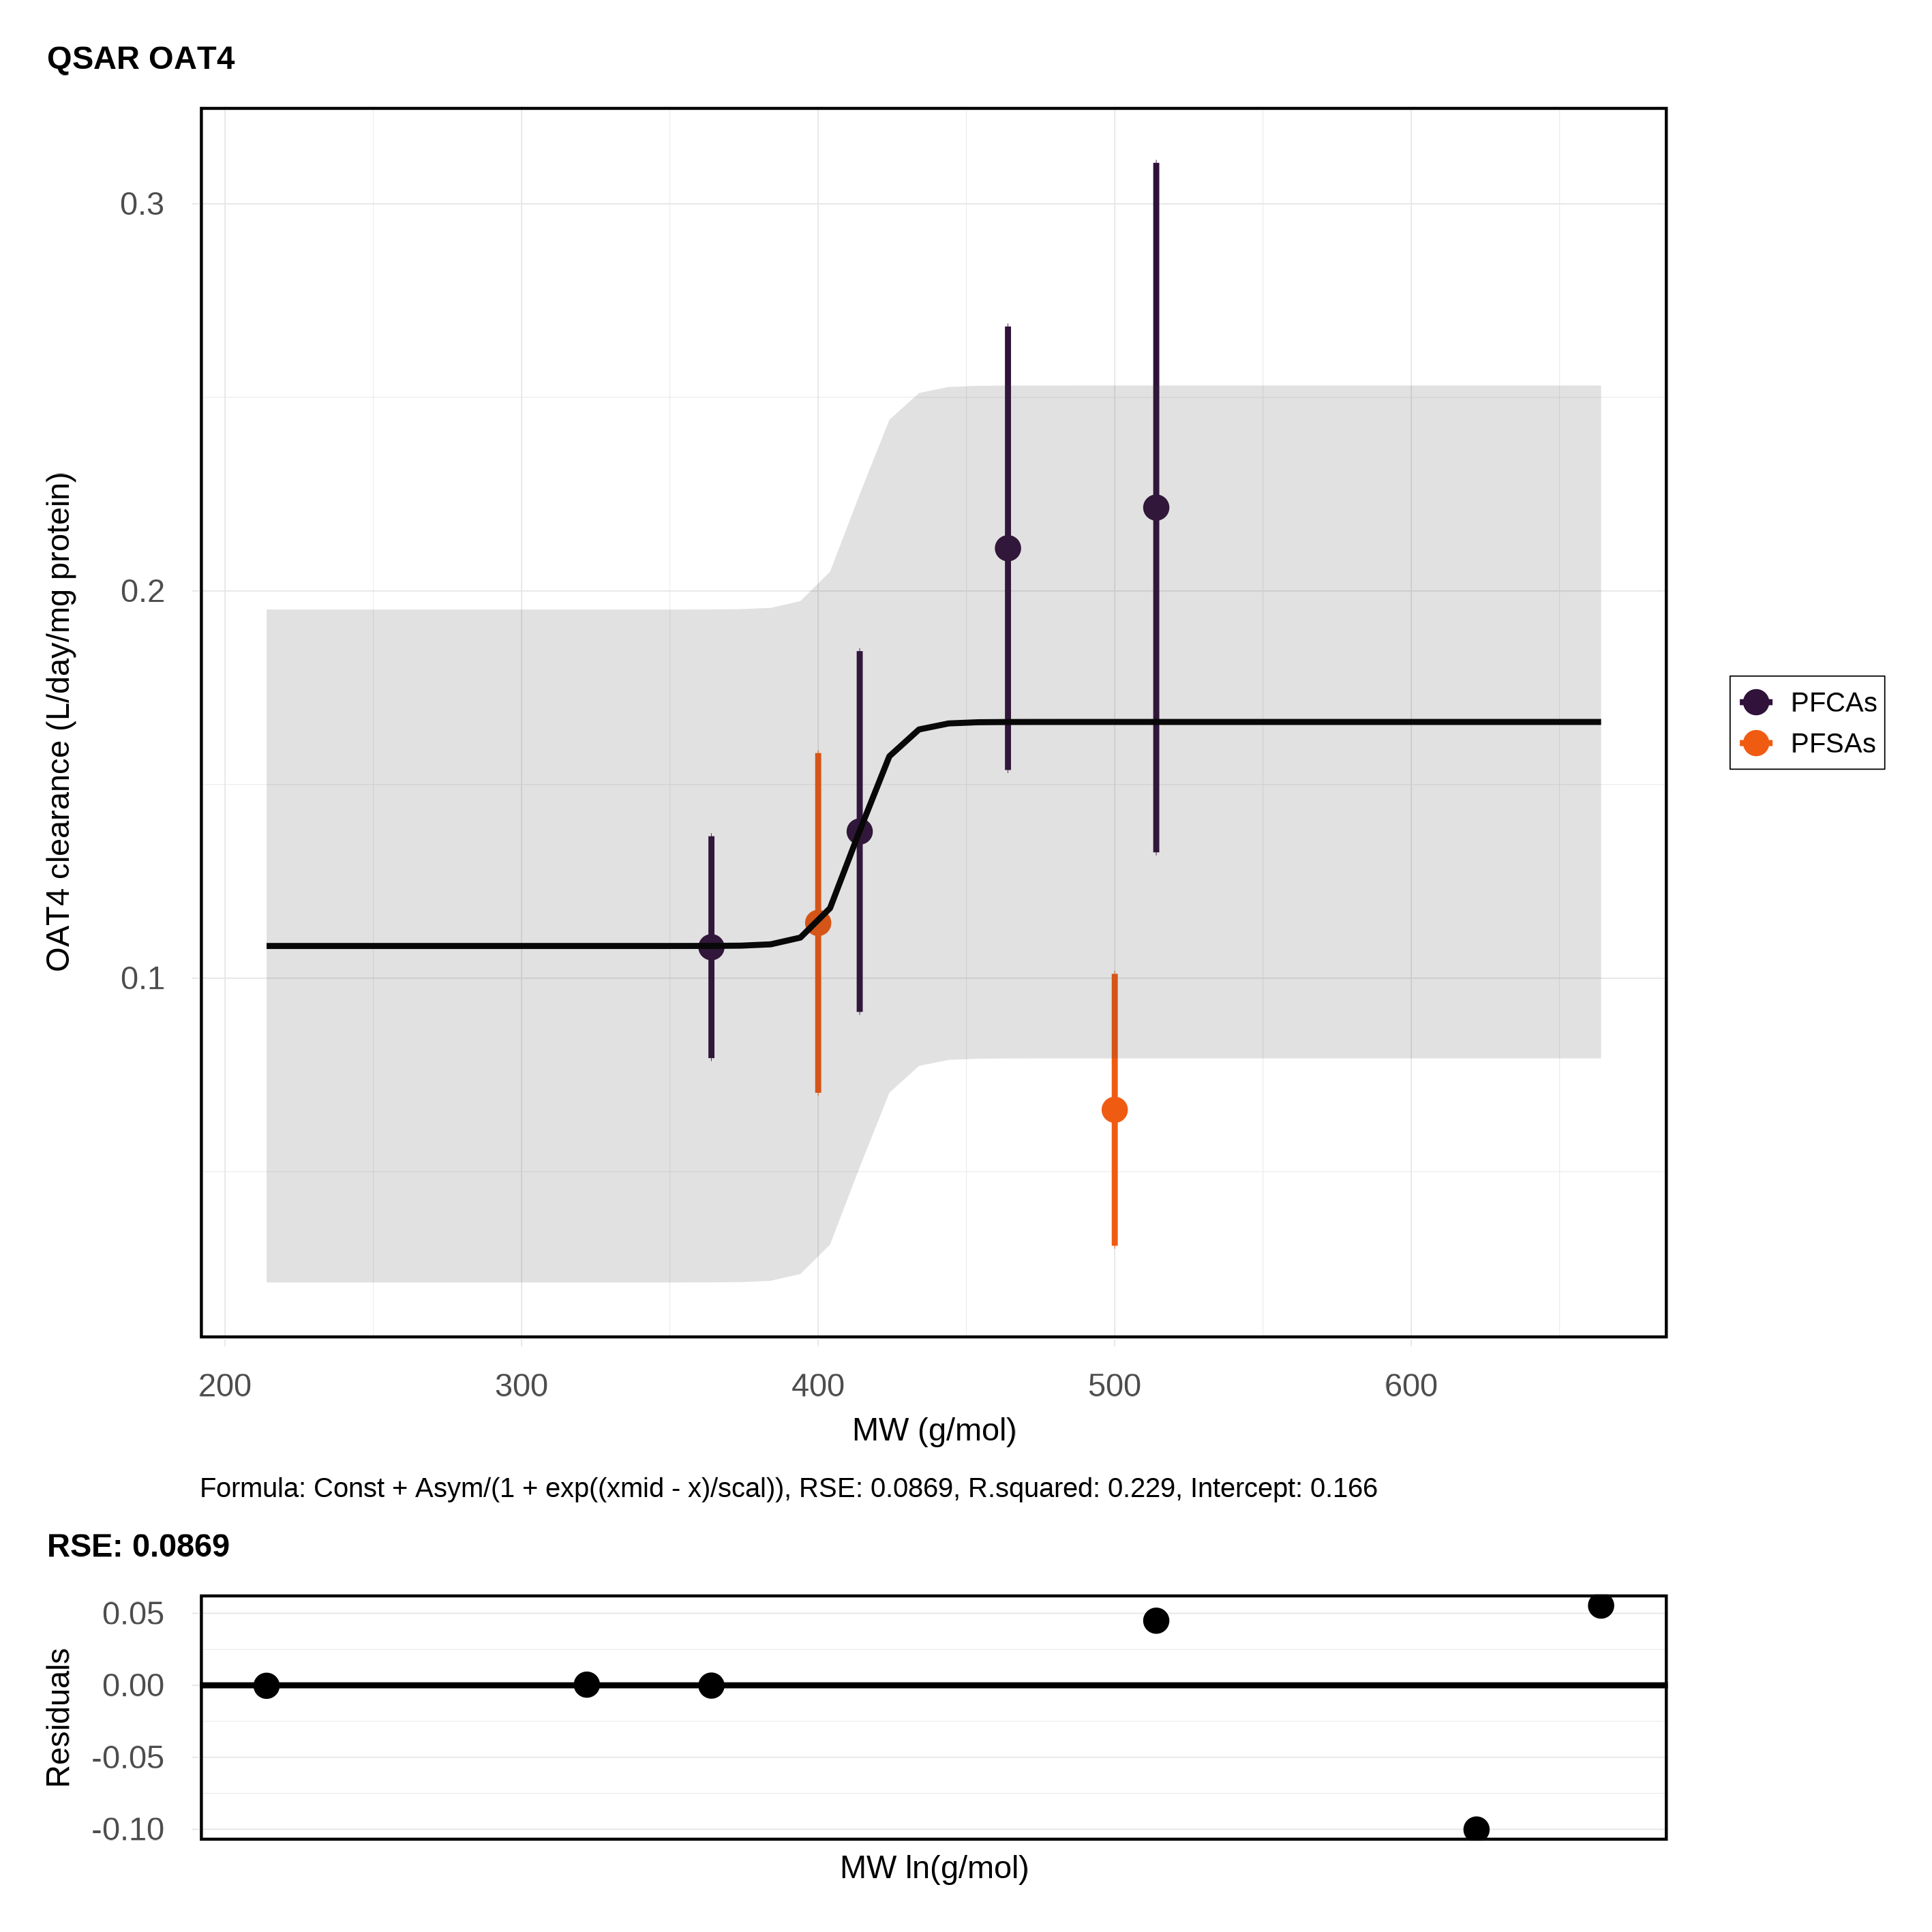 QSAR OAT4
0.3
0.2
0.1
OAT4 clearance (L/day/mg protein)
200 300 400 500 600
MW (g/mol)
PFCAs
PFSAs
Formula: Const + Asym/(1 + exp((xmid - x)/scal)), RSE: 0.0869, R.squared: 0.229, Intercept: 0.166
RSE: 0.0869
0.05
0.00
-0.05
-0.10
Residuals
MW ln(g/mol)